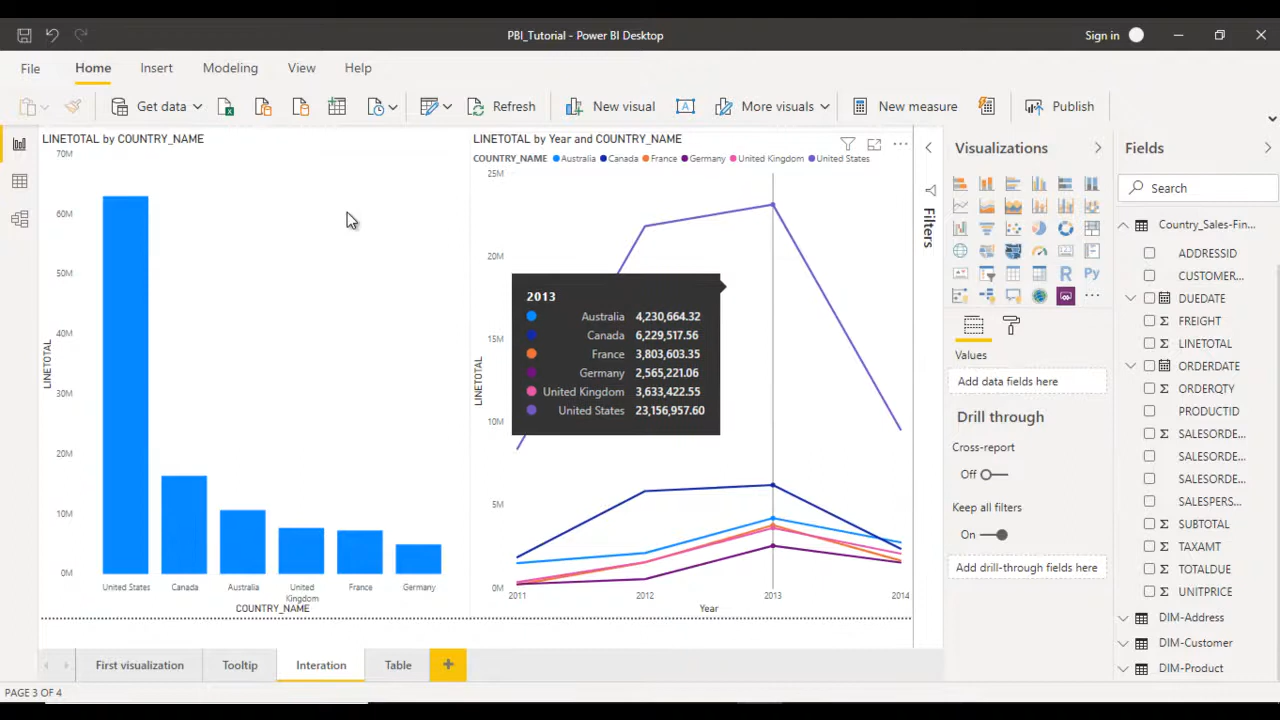 PBI_Tutorial - Power BI Desktop
Sign in
File Home Insert Modeling View Help
Get data
Refresh
New visual
More visuals
New measure
Publish
LINETOTAL by COUNTRY_NAME
70M
60M
50M
40M
30M
20M
10M
0M
LINETOTAL
United States
Canada
Australia
United
Kingdom
France
Germany
COUNTRY_NAME
LINETOTAL by Year and COUNTRY_NAME
COUNTRY_NAME Australia Canada France Germany United Kingdom United States
25M
20M
15M
10M
5M
0M
LINETOTAL
2013
Australia 4,230,664.32
Canada 6,229,517.56
France 3,803,603.35
Germany 2,565,221.06
United Kingdom 3,633,422.55
United States 23,156,957.60
2011 2012 2013 2014
Year
Filters
Visualizations
R Py
Values
Add data fields here
Drill through
Cross-report
Off
Keep all filters
On
Add drill-through fields here
Fields
Search
Country_Sales-Fin...
ADDRESSID
CUSTOMER...
DUEDATE
FREIGHT
LINETOTAL
ORDERDATE
ORDERQTY
PRODUCTID
SALESORDE...
SALESORDE...
SALESORDE...
SALESPERS...
SUBTOTAL
TAXAMT
TOTALDUE
UNITPRICE
DIM-Address
DIM-Customer
DIM-Product
First visualization
Tooltip
Interation
Table
PAGE 3 OF 4